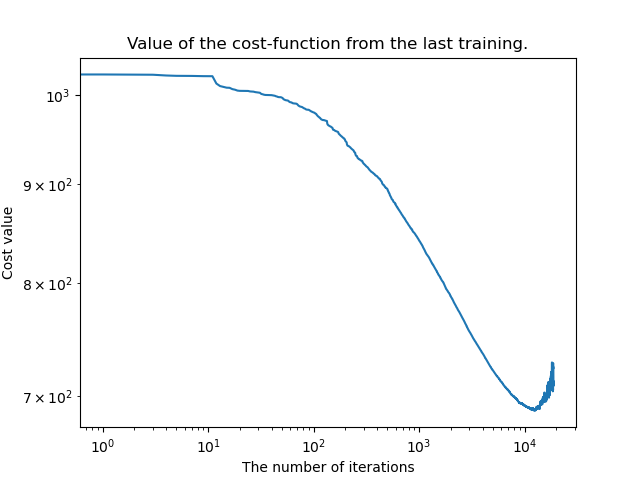 Value of the cost-function from the last training.
10³
9 × 10²
8 × 10²
7 × 10²
Cost value
10⁰ 10¹ 10² 10³ 10⁴
The number of iterations